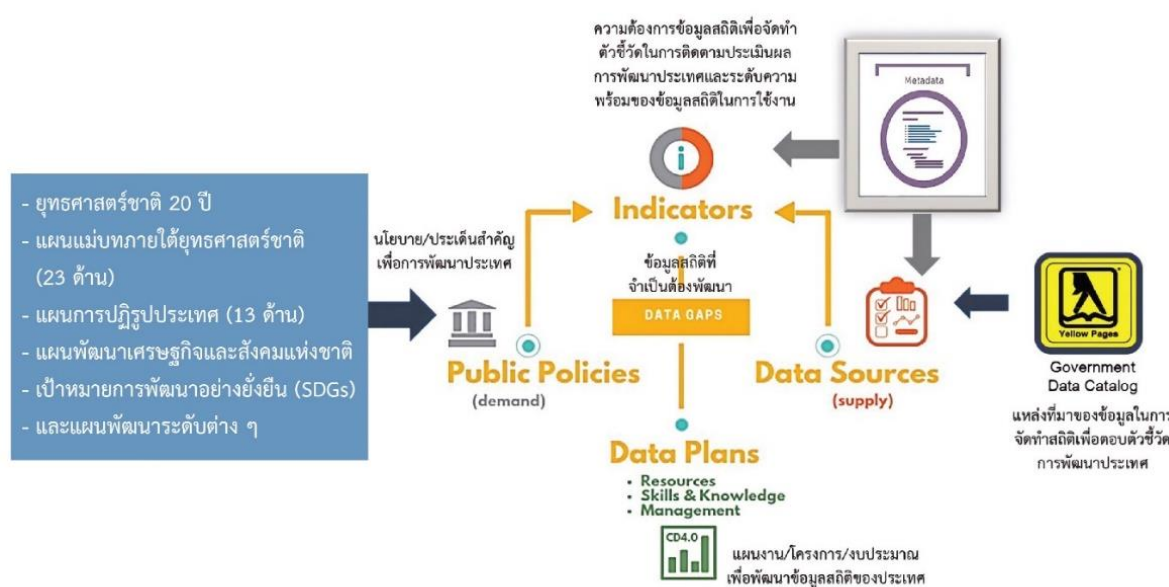 ความต้องการข้อมูลสถิติเพื่อจัดทำ
ตัวชี้วัดในการติดตามประเมินผล
การพัฒนาประเทศและระดับความ
พร้อมของข้อมูลสถิติในการใช้งาน
Metadata
- ยุทธศาสตร์ชาติ 20 ปี
- แผนแม่บทภายใต้ยุทธศาสตร์ชาติ
(23 ด้าน)
- แผนการปฏิรูปประเทศ (13 ด้าน)
- แผนพัฒนาเศรษฐกิจและสังคมแห่งชาติ
- เป้าหมายการพัฒนาอย่างยั่งยืน (SDGs)
- และแผนพัฒนาระดับต่าง ๆ
นโยบาย/ประเด็นสำคัญ
เพื่อการพัฒนาประเทศ
Indicators
ข้อมูลสถิติที่
จำเป็นต้องพัฒนา
DATA GAPS
Public Policies
(demand)
Data Sources
(supply)
Yellow Pages
Government
Data Catalog
แหล่งที่มาของข้อมูลในการ
จัดทำสถิติเพื่อตอบตัวชี้วัด
การพัฒนาประเทศ
Data Plans
• Resources
• Skills & Knowledge
• Management
CD4.0
แผนงาน/โครงการ/งบประมาณ
เพื่อพัฒนาข้อมูลสถิติของประเทศ